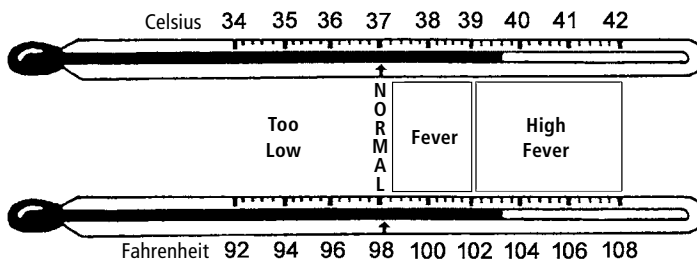 Celsius 34 35 36 37 38 39 40 41 42
NORMAL
Too
Low
Fever
High
Fever
Fahrenheit 92 94 96 98 100 102 104 106 108